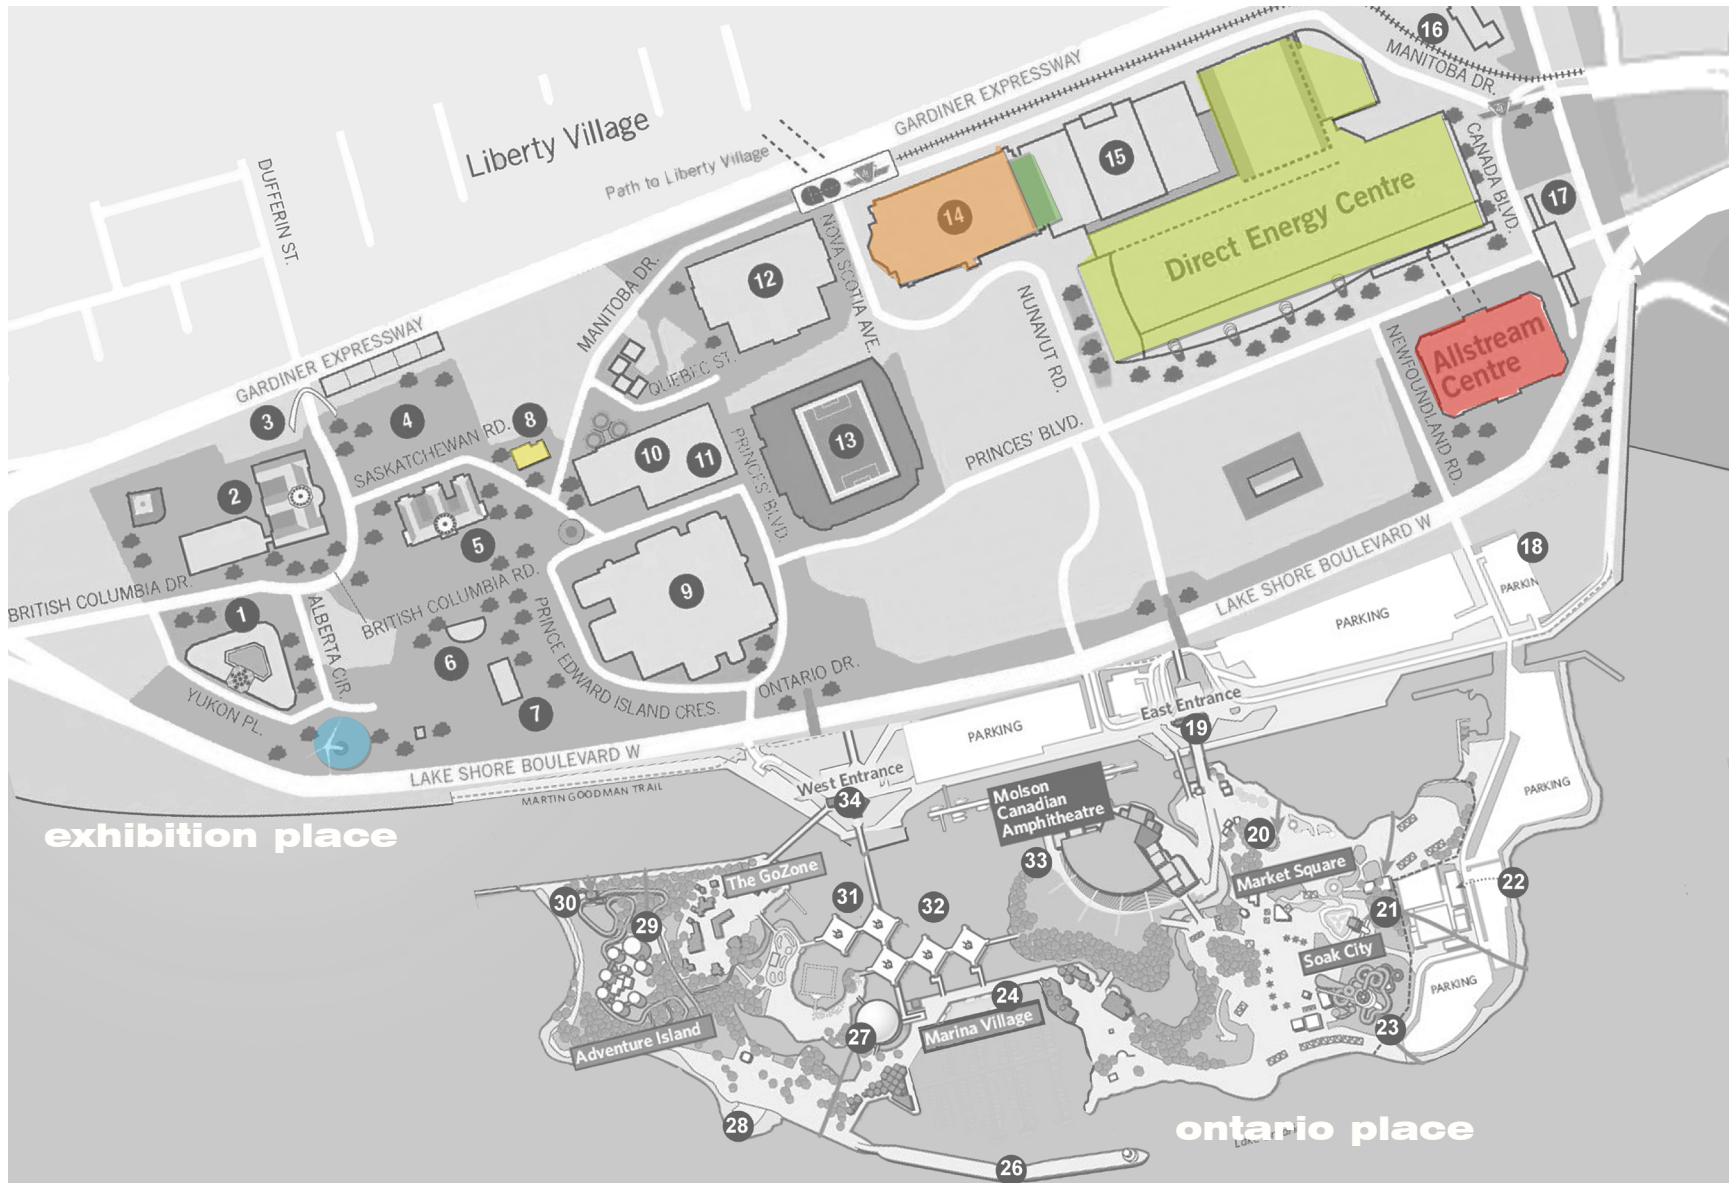 16
MANITOBA DR.
GARDINER EXPRESSWAY
Liberty Village
Path to Liberty Village
DUFFERIN ST.
15
14
17
CANADA BLVD.
Direct Energy Centre
NOVA SCOTIA AVE.
12
MANITOBA DR.
NUNAVUT RD.
QUEBEC ST.
GARDINER EXPRESSWAY
Allstream
Centre
NEWFOUNDLAND RD.
3
4
8
SASKATCHEWAN RD.
10
11
13
PRINCES' BLVD.
PRINCES' BLVD.
2
5
9
18
PARKIN
PARKING
LAKE SHORE BOULEVARD W
BRITISH COLUMBIA DR.
BRITISH COLUMBIA RD.
1
ALBERTA CIR.
6
7
PRINCE EDWARD ISLAND CRES.
ONTARIO DR.
YUKON PL.
LAKE SHORE BOULEVARD W
MARTIN GOODMAN TRAIL
exhibition place
East Entrance
19
PARKING
West Entrance
34
Molson
Canadian
Amphitheatre
33
PARKING
20
Market Square
22
21
The GoZone
30
29
31
32
Soak City
PARKING
24
Marina Village
23
27
Adventure Island
28
ontario place
26